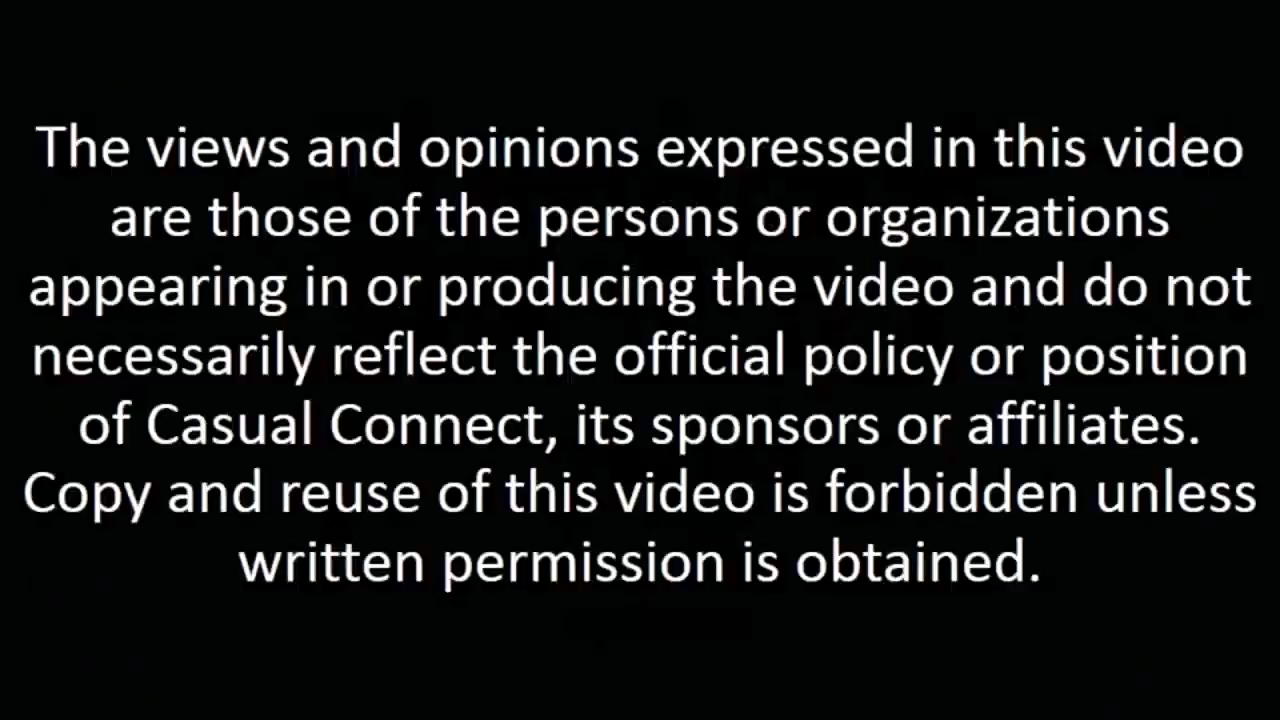 The views and opinions expressed in this video
are those of the persons or organizations
appearing in or producing the video and do not
necessarily reflect the official policy or position
of Casual Connect, its sponsors or affiliates.
Copy and reuse of this video is forbidden unless
written permission is obtained.